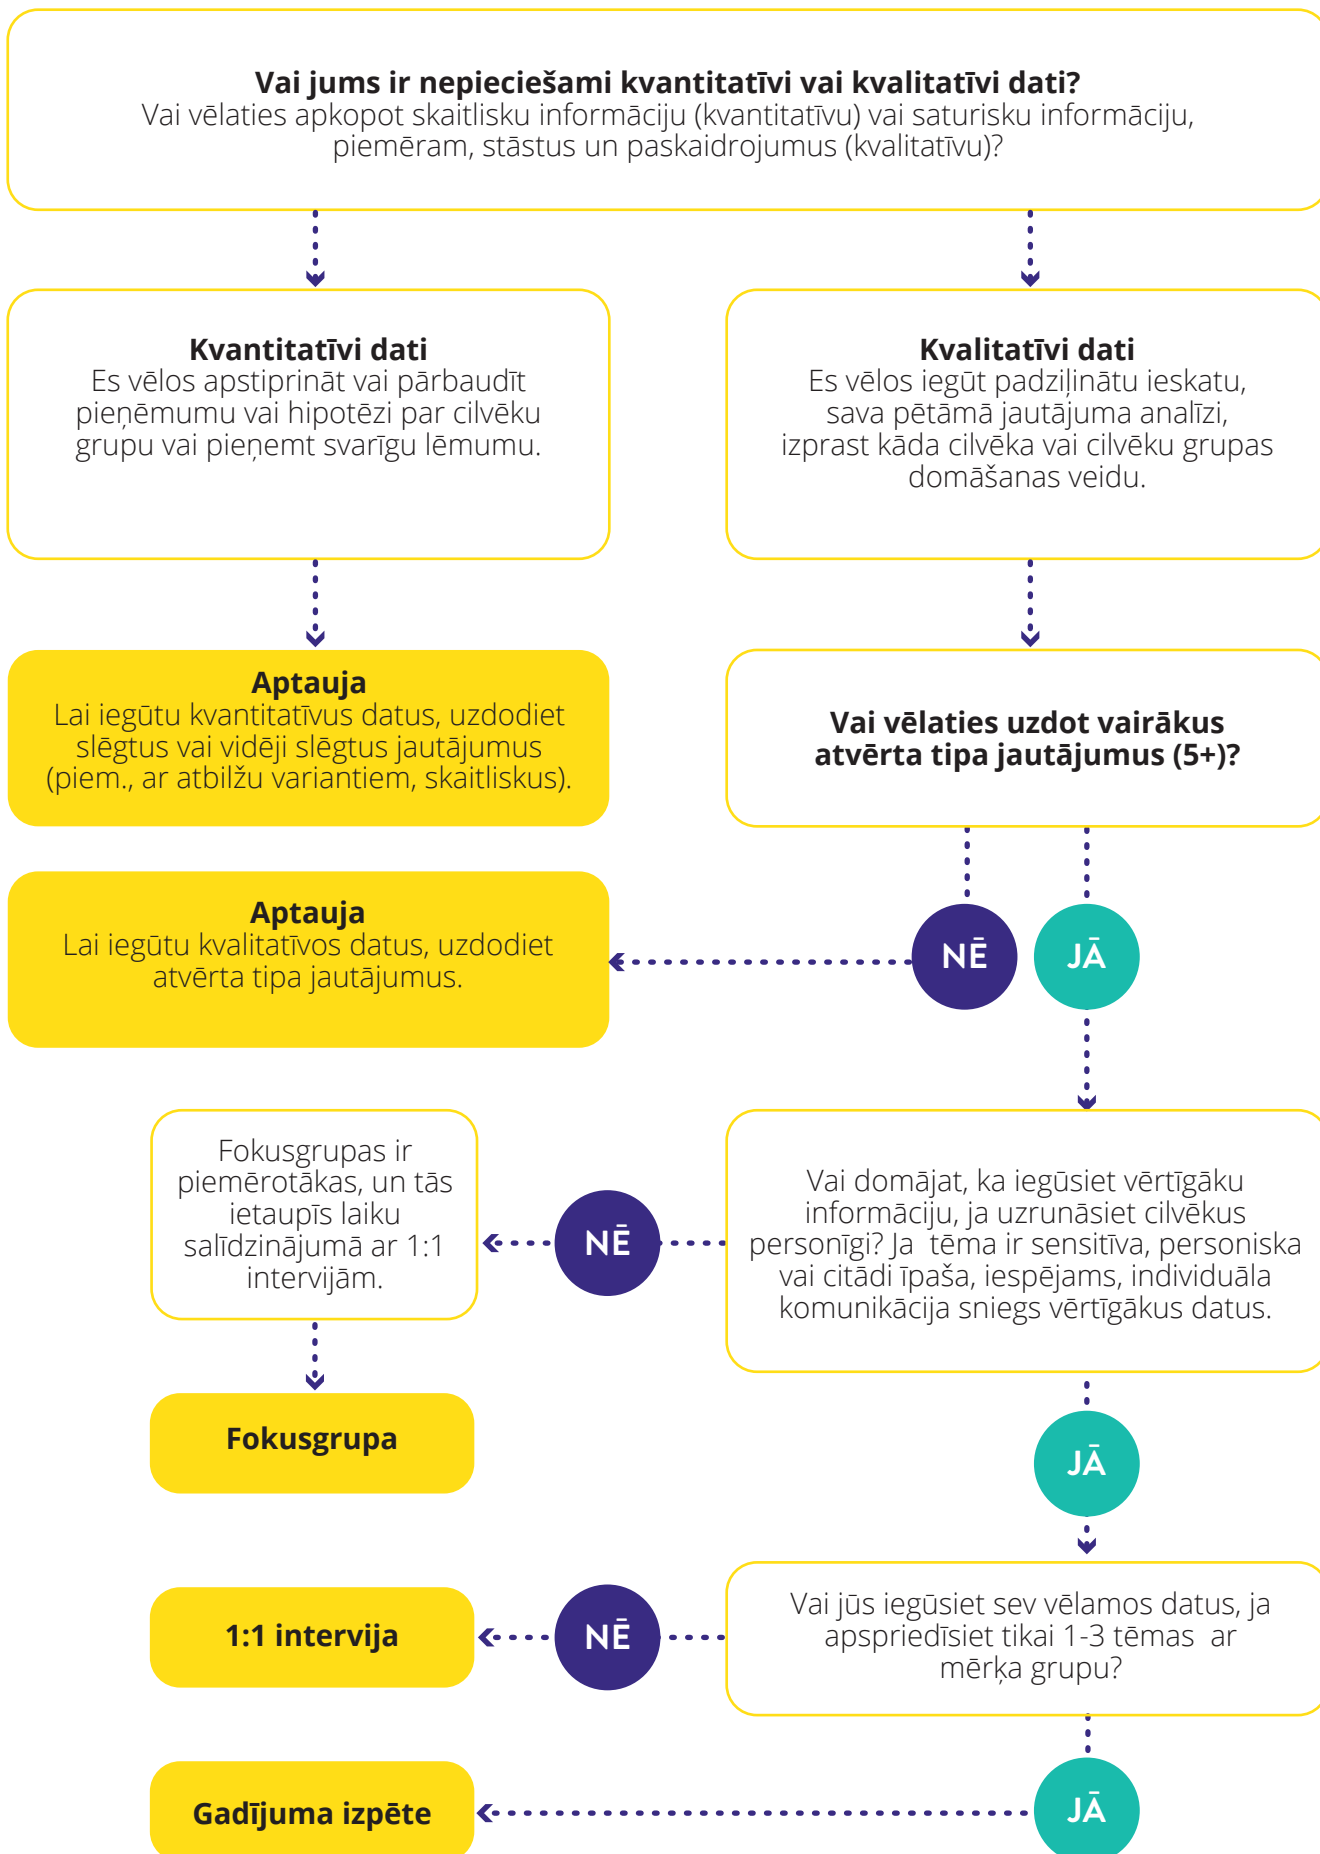 Vai jums ir nepieciešami kvantitatīvi vai kvalitatīvi dati?
Vai vēlaties apkopot skaitlisku informāciju (kvantitatīvu) vai saturisku informāciju,
piemēram, stāstus un paskaidrojumus (kvalitatīvu)?
Kvantitatīvi dati
Es vēlos apstiprināt vai pārbaudīt
pieņēmumu vai hipotēzi par cilvēku
grupu vai pieņemt svarīgu lēmumu.
Kvalitatīvi dati
Es vēlos iegūt padziļinātu ieskatu,
sava pētāmā jautājuma analīzi,
izprast kāda cilvēka vai cilvēku grupas
domāšanas veidu.
Aptauja
Lai iegūtu kvantitatīvus datus, uzdodiet
slēgtus vai vidēji slēgtus jautājumus
(piem., ar atbilžu variantiem, skaitliskus).
Vai vēlaties uzdot vairākus
atvērta tipa jautājumus (5+)?
Aptauja
Lai iegūtu kvalitatīvos datus, uzdodiet
atvērta tipa jautājumus.
NĒ
JĀ
Fokusgrupas ir
piemērotākas, un tās
ietaupīs laiku
salīdzinājumā ar 1:1
intervijām.
NĒ
Vai domājat, ka iegūsiet vērtīgāku
informāciju, ja uzrunāsiet cilvēkus
personīgi? Ja  tēma ir sensitīva, personiska
vai citādi īpaša, iespējams, individuāla
komunikācija sniegs vērtīgākus datus.
Fokusgrupa
JĀ
1:1 intervija
NĒ
Vai jūs iegūsiet sev vēlamos datus, ja
apspriedīsiet tikai 1-3 tēmas  ar
mērķa grupu?
Gadījuma izpēte
JĀ